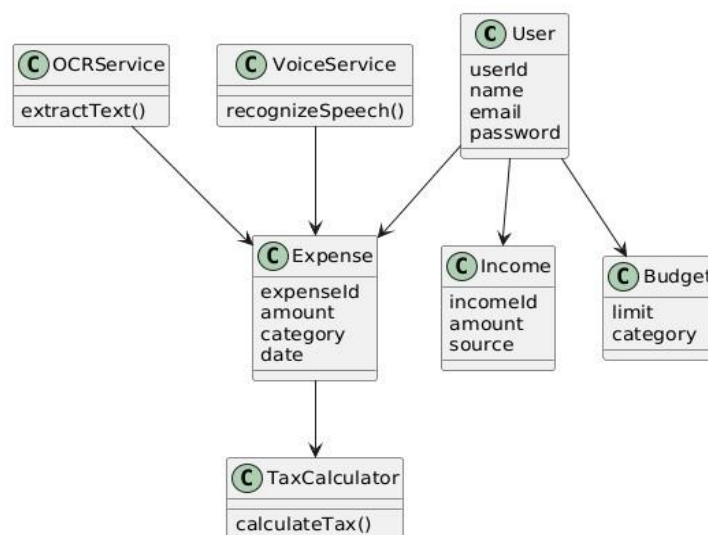 C OCRService
extractText()
C VoiceService
recognizeSpeech()
C User
userId
name
email
password
C Expense
expenseId
amount
category
date
C Income
incomeId
amount
source
C Budget
limit
category
C TaxCalculator
calculateTax()